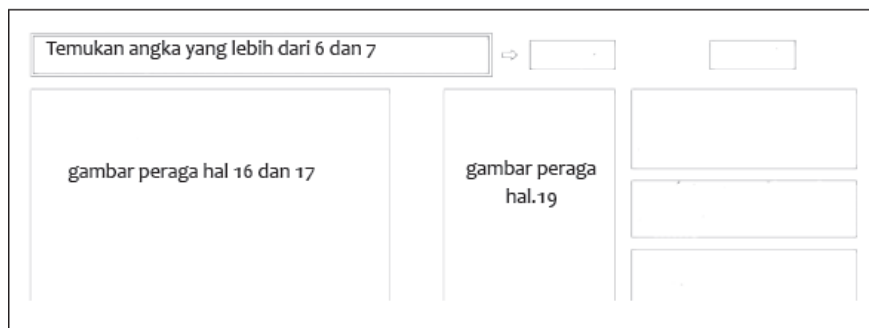 Temukan angka yang lebih dari 6 dan 7
gambar peraga hal 16 dan 17
gambar peraga
hal.19